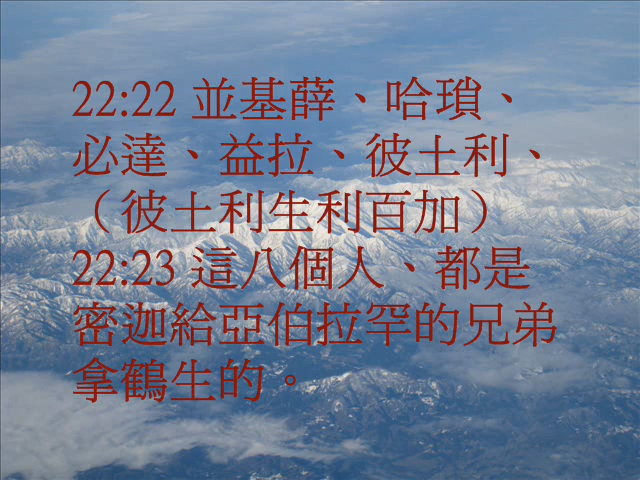 22:22 並基薛、哈瑣、
必達、益拉、彼土利、
（彼土利生利百加）
22:23 這八個人、都是
密迦給亞伯拉罕的兄弟
拿鶴生的。